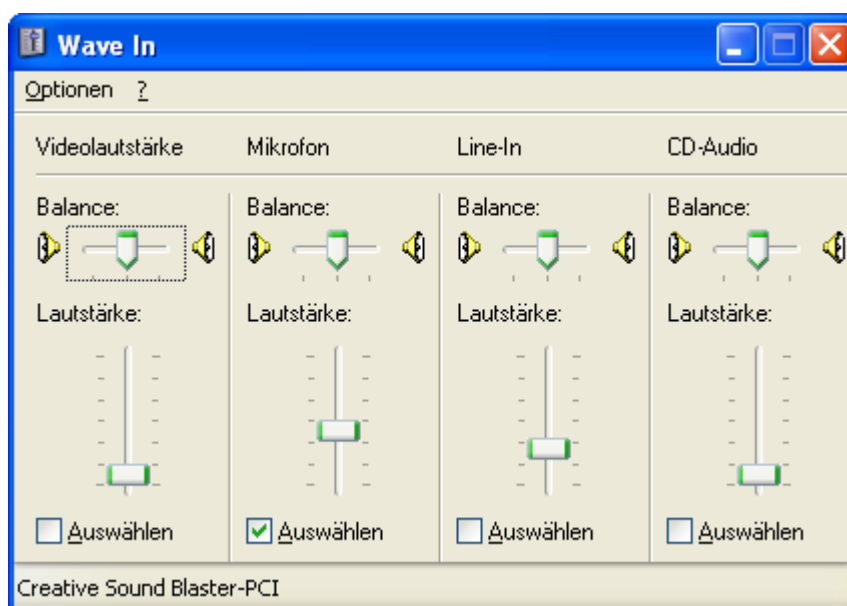 Wave In
Optionen ?
Videolautstärke Mikrofon Line-In CD-Audio
Balance: Balance: Balance: Balance:
Lautstärke: Lautstärke: Lautstärke: Lautstärke:
Auswählen Auswählen Auswählen Auswählen
Creative Sound Blaster-PCI